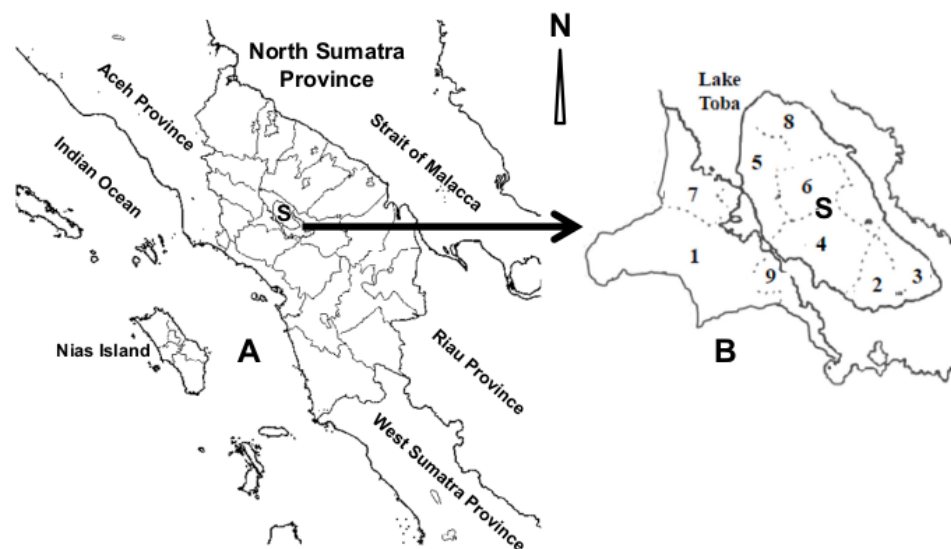 North Sumatra
Province
N
Aceh Province
Strait of Malacca
Indian Ocean
S
Nias Island
A
Riau Province
West Sumatra Province
Lake
Toba
8
5
7
6
S
1
4
9
2
3
B